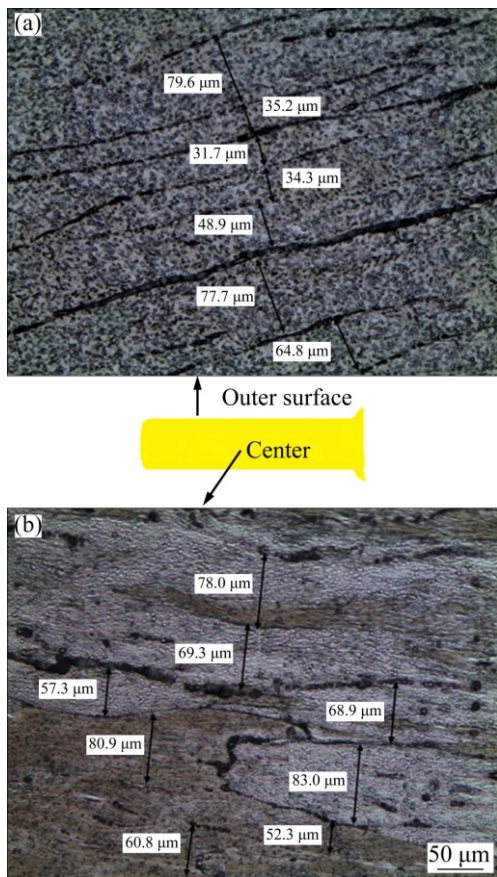 (a)
79.6 μm
35.2 μm
31.7 μm
34.3 μm
48.9 μm
77.7 μm
64.8 μm
Outer surface
Center
(b)
78.0 μm
69.3 μm
57.3 μm
68.9 μm
80.9 μm
83.0 μm
60.8 μm
52.3 μm
50 μm